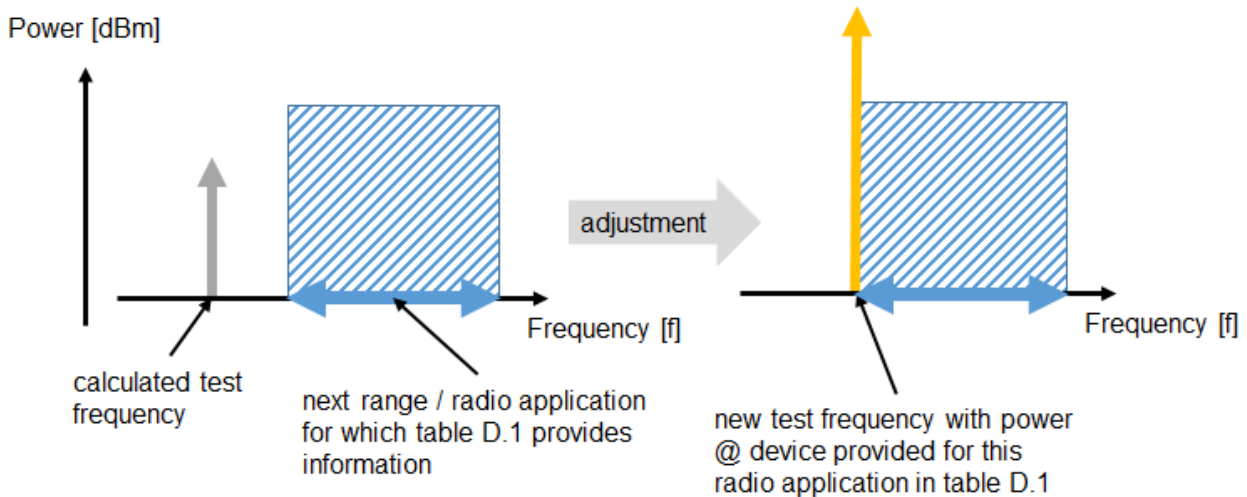 Power [dBm]
adjustment
Frequency [f]
Frequency [f]
calculated test
frequency
next range / radio application
for which table D.1 provides
information
new test frequency with power
@ device provided for this
radio application in table D.1